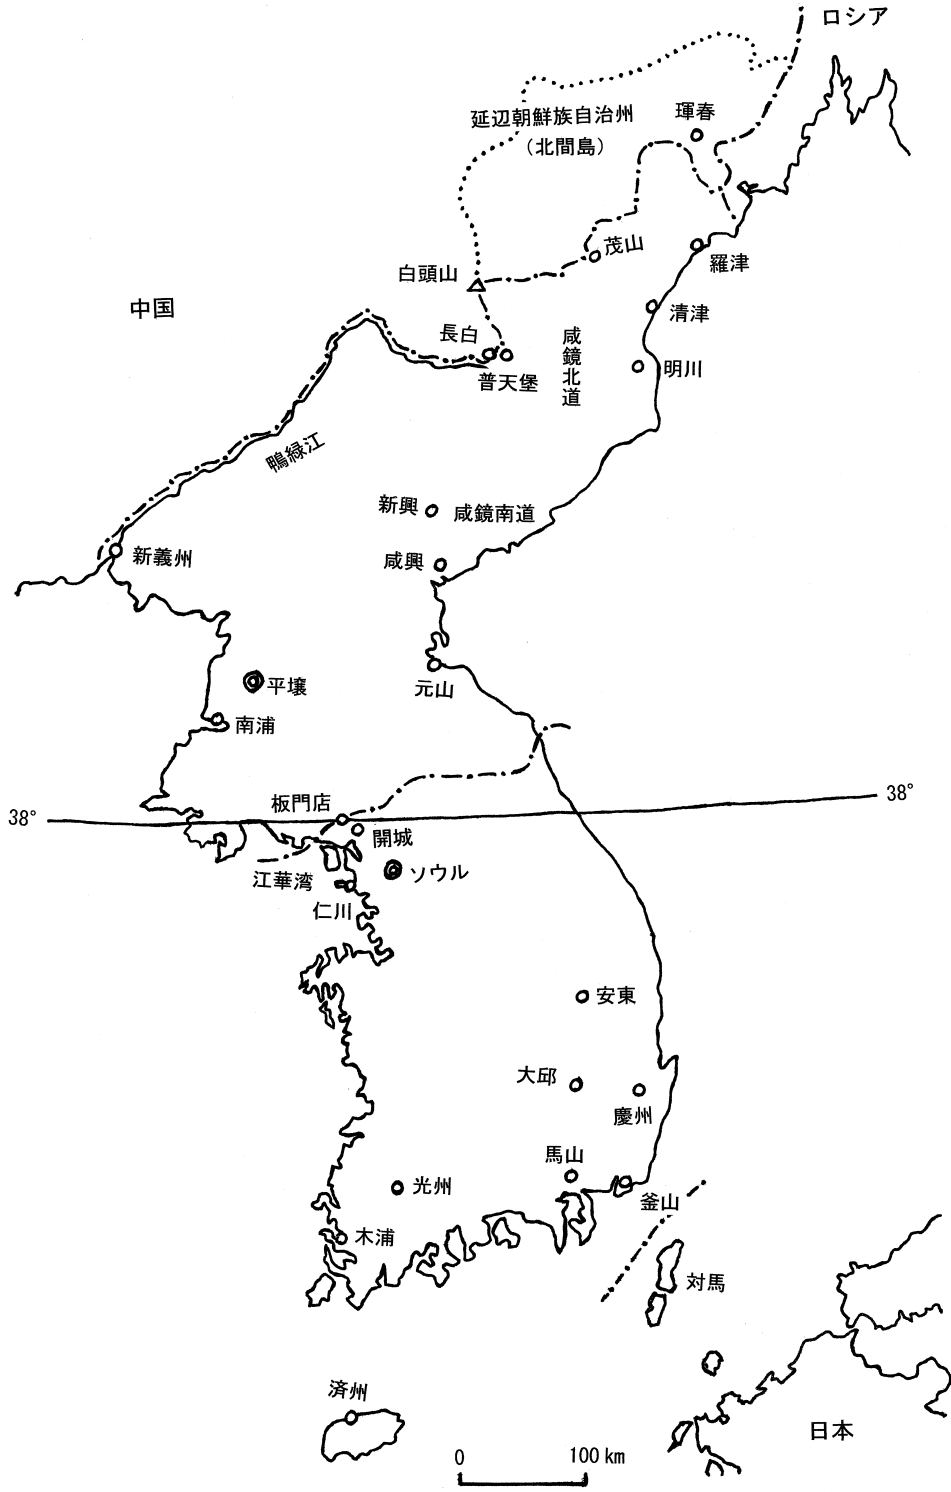 ロシア
延辺朝鮮族自治州
（北間島）
琿春
茂山
羅津
白頭山
中国
清津
長白
咸鏡北道
普天堡
明川
鴨緑江
新興
咸鏡南道
新義州
咸興
元山
平壌
南浦
板門店
38°
38°
開城
江華湾
ソウル
仁川
安東
大邱
慶州
馬山
光州
釜山
木浦
対馬
済州
日本
0
100km